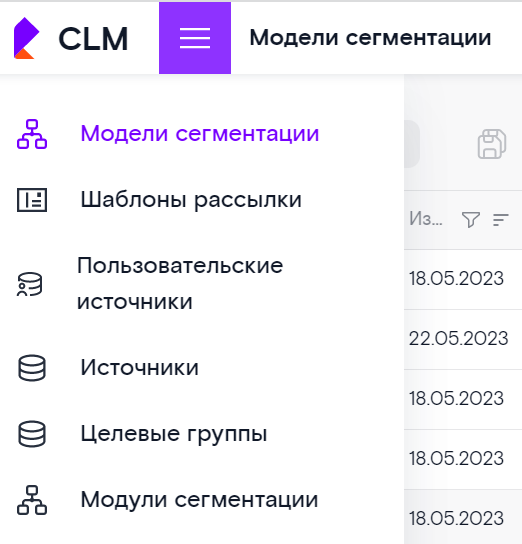 CLM
Модели сегментации
Модели сегментации
Шаблоны рассылки
Пользовательские
источники
Источники
Целевые группы
Модули сегментации
Из...
18.05.2023
22.05.2023
18.05.2023
18.05.2023
18.05.2023